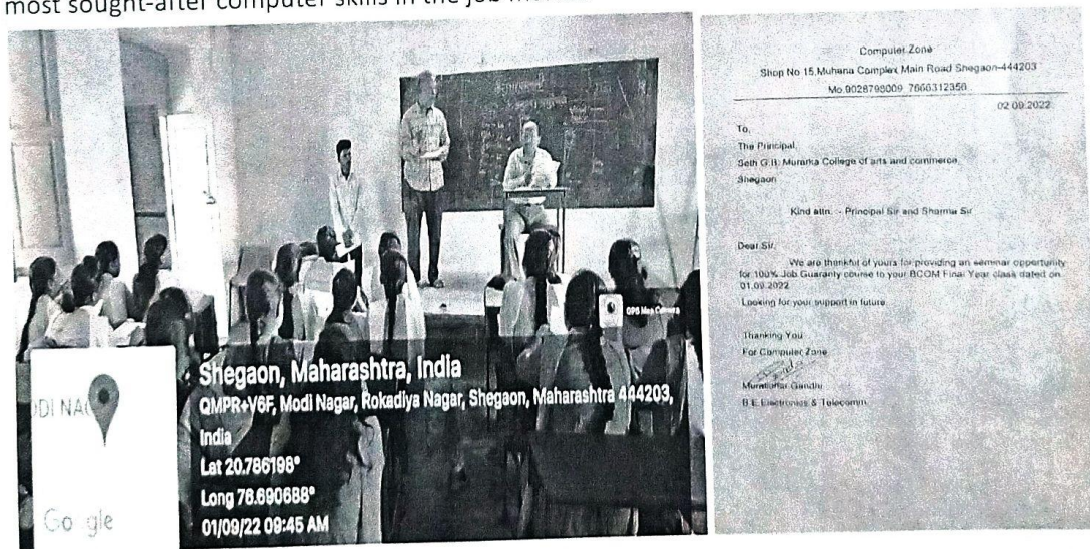 most sought-after computer skills in the job
GPS Map Camera
Shegaon, Maharashtra, India
QMPR+V6F, Modi Nagar, Rokadiya Nagar, Shegaon, Maharashtra 444203,
India
Lat 20.786198°
Long 76.690688°
01/09/22 09:45 AM
Google
Computer Zone
Shop No 15,Muhana Complex Main Road Shegaon-444203
Mo.9028798009 7666312356
02.09.2022
To,
The Principal,
Seth G.B. Murarka College of arts and commerce
Shegaon
Kind attn. :- Principal Sir and Sharma Sir
Dear Sir,
We are thankful of yours for providing an seminar opportunity
for 100% Job Guaranty course to your BCOM Final Year class dated on
01.09.2022
Looking for your support in future
Thanking You
For Computer Zone
Gandhi
B.E.Electronics & Telecomm